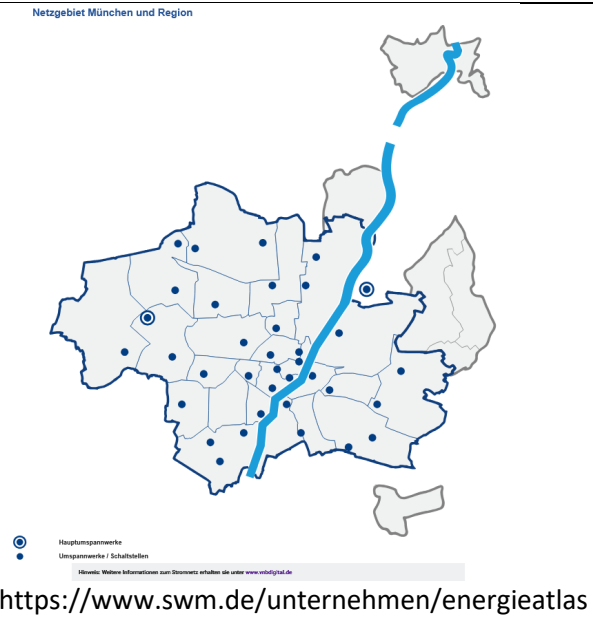 Netzgebiet München und Region
Hauptumspannwerke
Umspannwerke / Schaltstellen
Hinweis: Weitere Informationen zum Stromnetz erhalten sie unter www.vnbdigital.de
https://www.swm.de/unternehmen/energieatlas